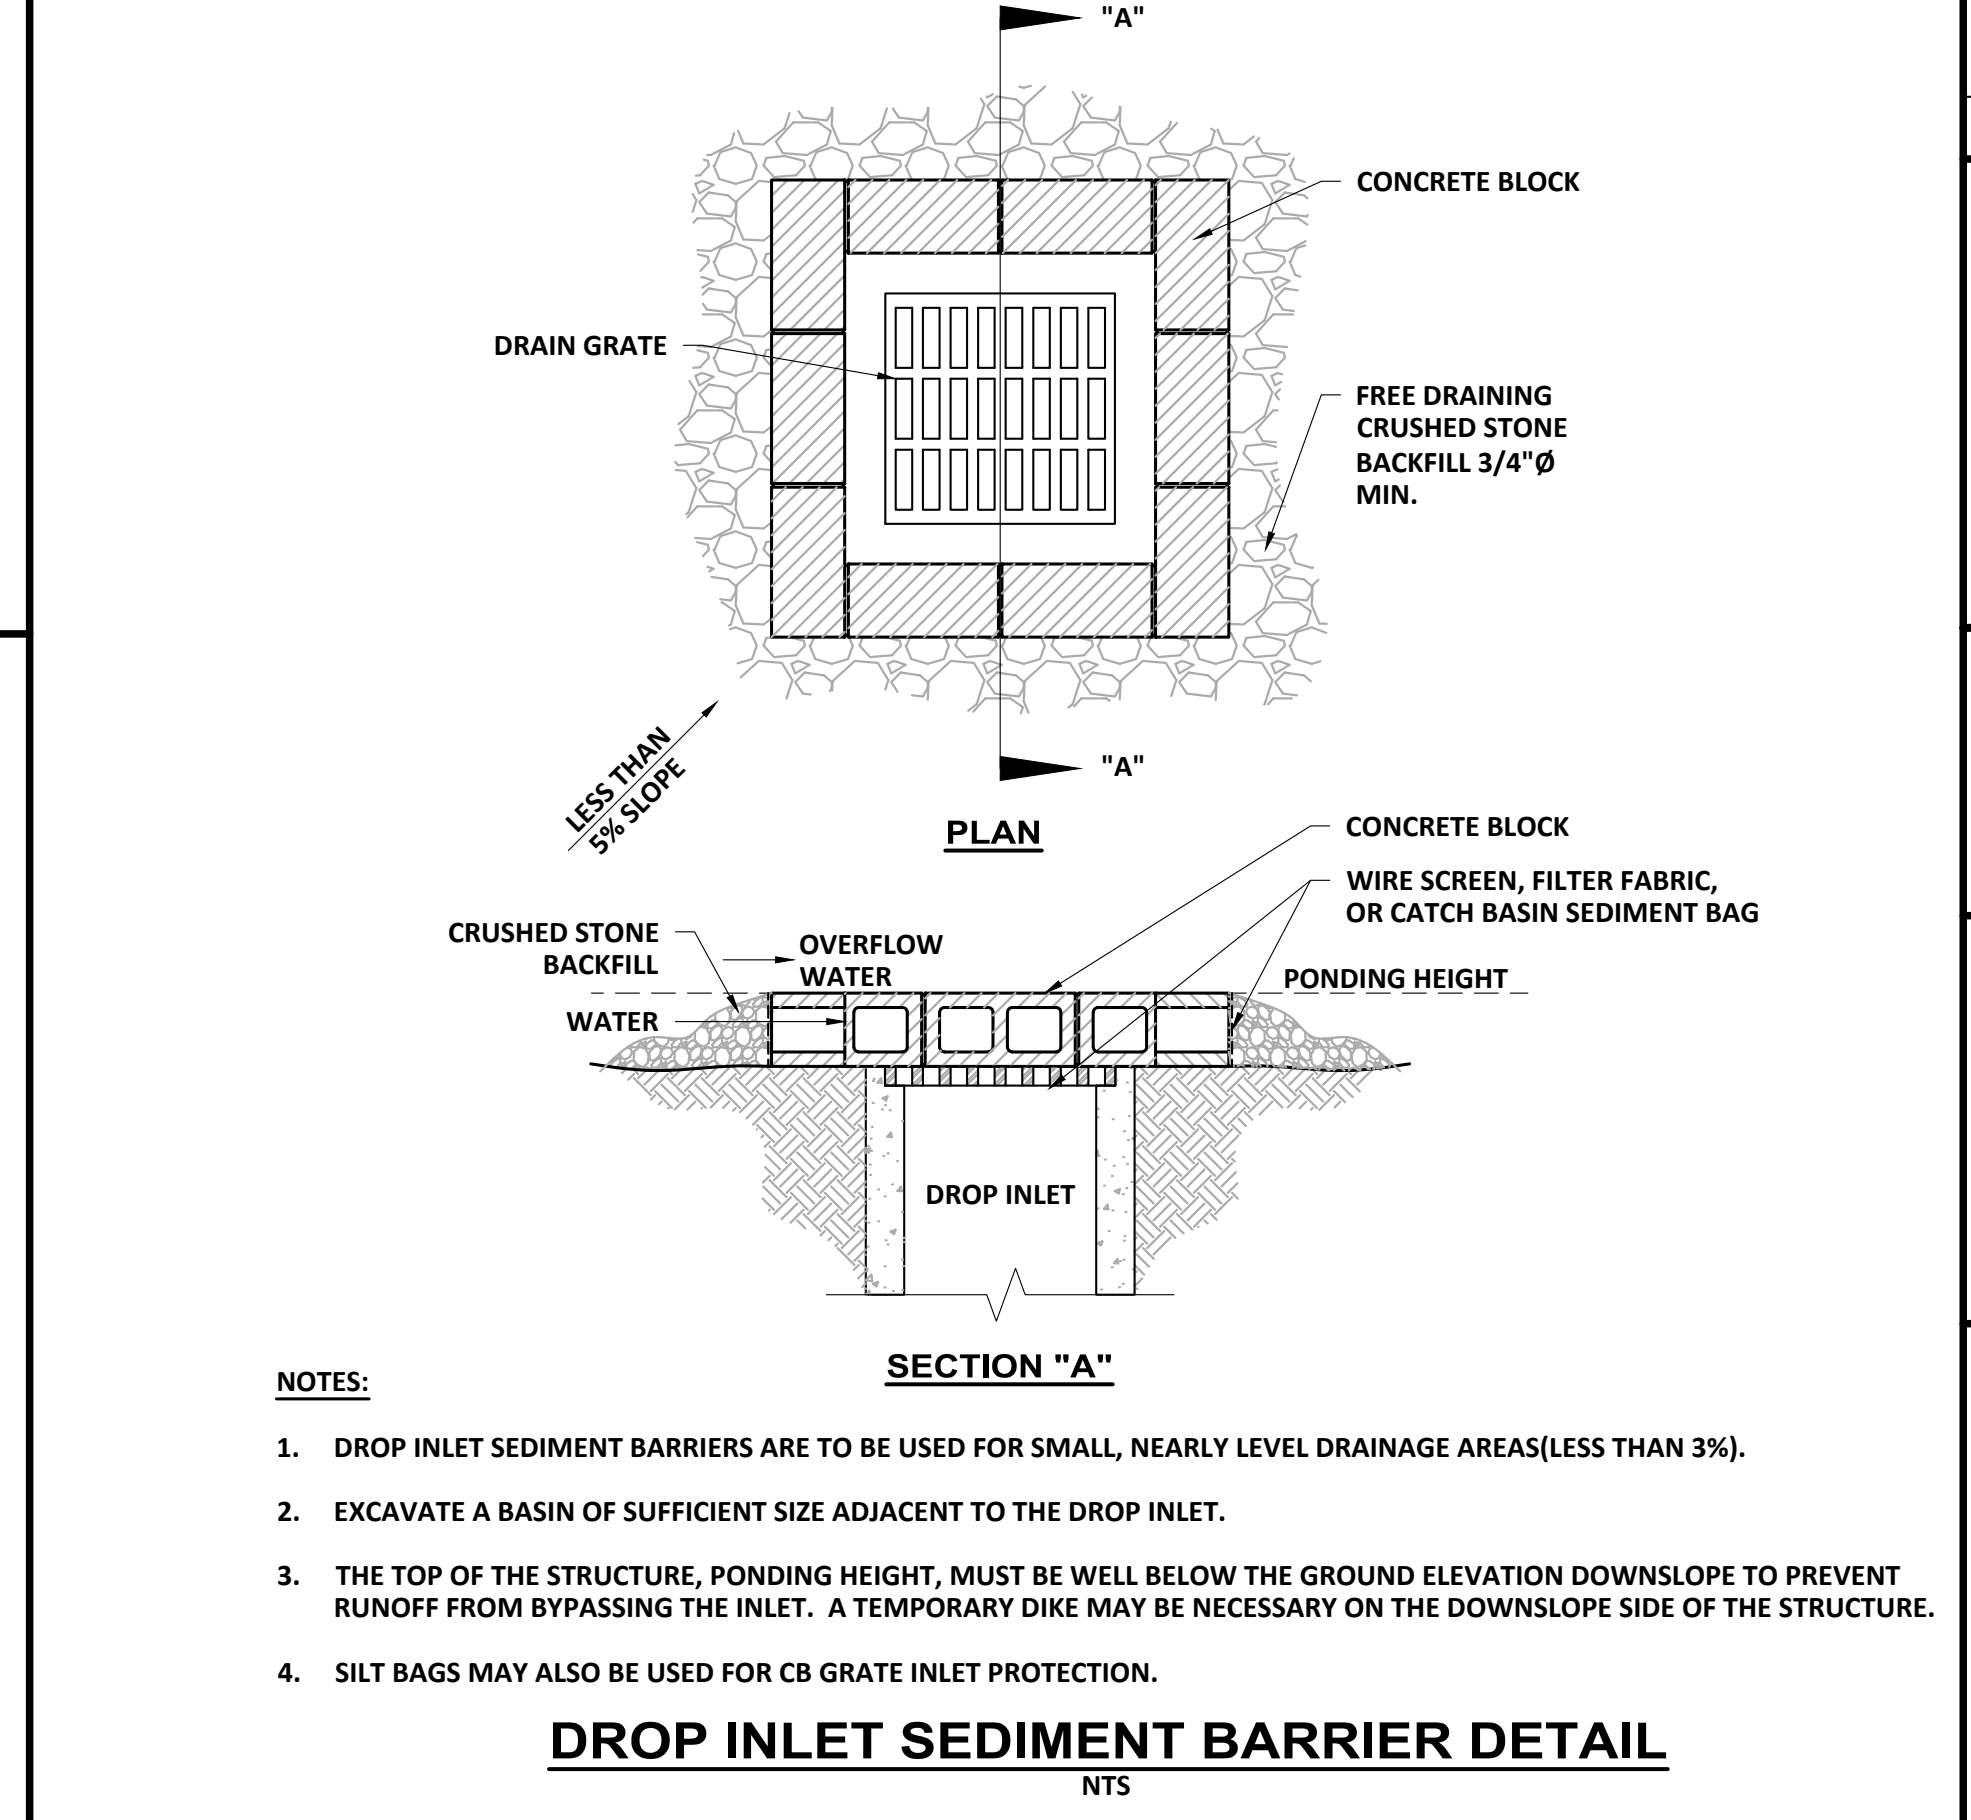 "A"
CONCRETE BLOCK
DRAIN GRATE
FREE DRAINING
CRUSHED STONE
BACKFILL 3/4"Ø
MIN.
LESS THAN
5% SLOPE
"A"
PLAN
CONCRETE BLOCK
WIRE SCREEN, FILTER FABRIC,
OR CATCH BASIN SEDIMENT BAG
CRUSHED STONE
BACKFILL
OVERFLOW
WATER
PONDING HEIGHT
WATER
DROP INLET
SECTION "A"
NOTES:
1. DROP INLET SEDIMENT BARRIERS ARE TO BE USED FOR SMALL, NEARLY LEVEL DRAINAGE AREAS(LESS THAN 3%).
2. EXCAVATE A BASIN OF SUFFICIENT SIZE ADJACENT TO THE DROP INLET.
3. THE TOP OF THE STRUCTURE, PONDING HEIGHT, MUST BE WELL BELOW THE GROUND ELEVATION DOWNSLOPE TO PREVENT
RUNOFF FROM BYPASSING THE INLET. A TEMPORARY DIKE MAY BE NECESSARY ON THE DOWNSLOPE SIDE OF THE STRUCTURE.
4. SILT BAGS MAY ALSO BE USED FOR CB GRATE INLET PROTECTION.
DROP INLET SEDIMENT BARRIER DETAIL
NTS